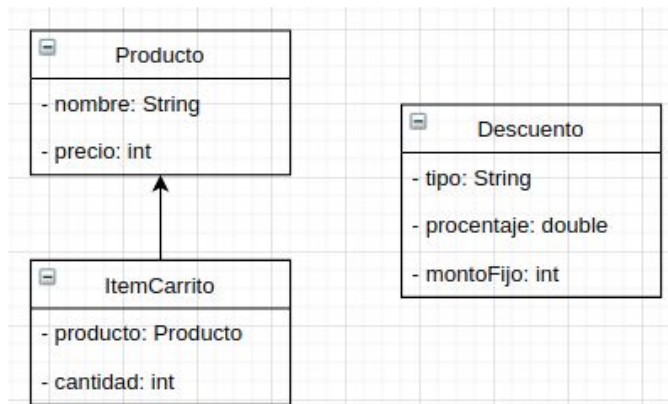 Producto
- nombre: String
- precio: int
Descuento
- tipo: String
- procentaje: double
- montoFijo: int
ItemCarrito
- producto: Producto
- cantidad: int